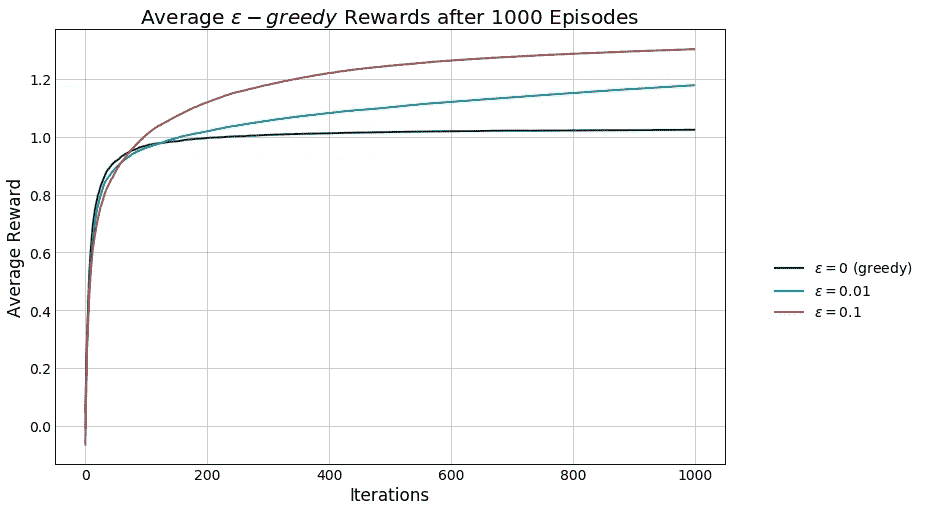 Average ε − greedy Rewards after 1000 Episodes
Average Reward
1.2
1.0
0.8
0.6
0.4
0.2
0.0
0 200 400 600 800 1000
Iterations
ε = 0 (greedy)
ε = 0.01
ε = 0.1